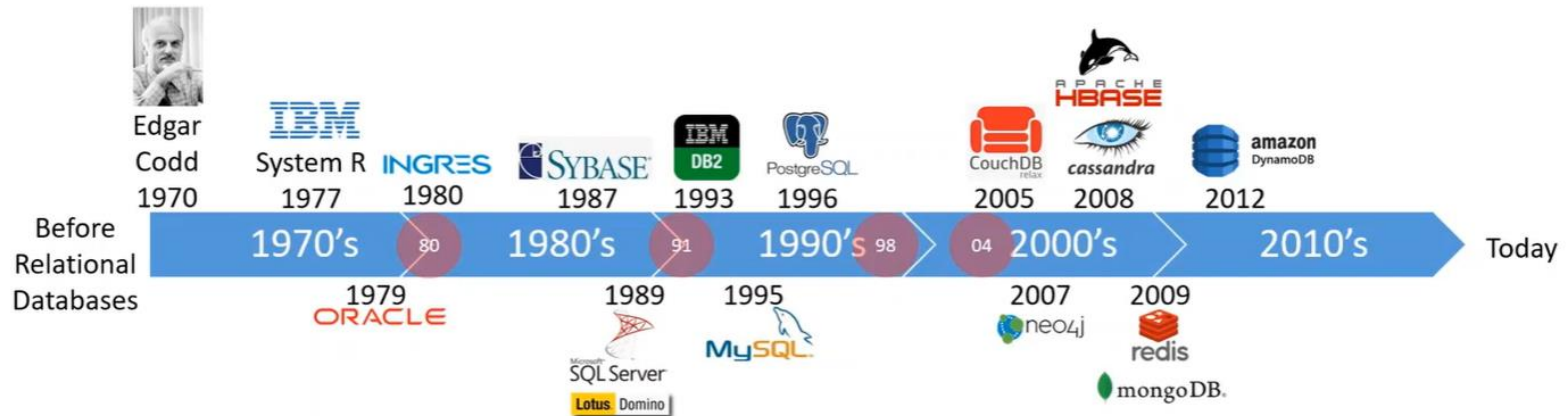 Edgar
Codd
1970
IBM
System R
1977
INGRES
1980
SYBASE
1987
IBM
DB2
1993
PostgreSQL
1996
CouchDB
relax
2005
APACHE
HBASE
cassandra
2008
amazon
DynamoDB
2012
Before
Relational
Databases
1970's
80
1980's
91
1990's
98
04
2000's
2010's
Today
1979
ORACLE
1989
Microsoft
SQL Server
Lotus Domino
1995
MySQL
2007
neo4j
2009
redis
mongoDB